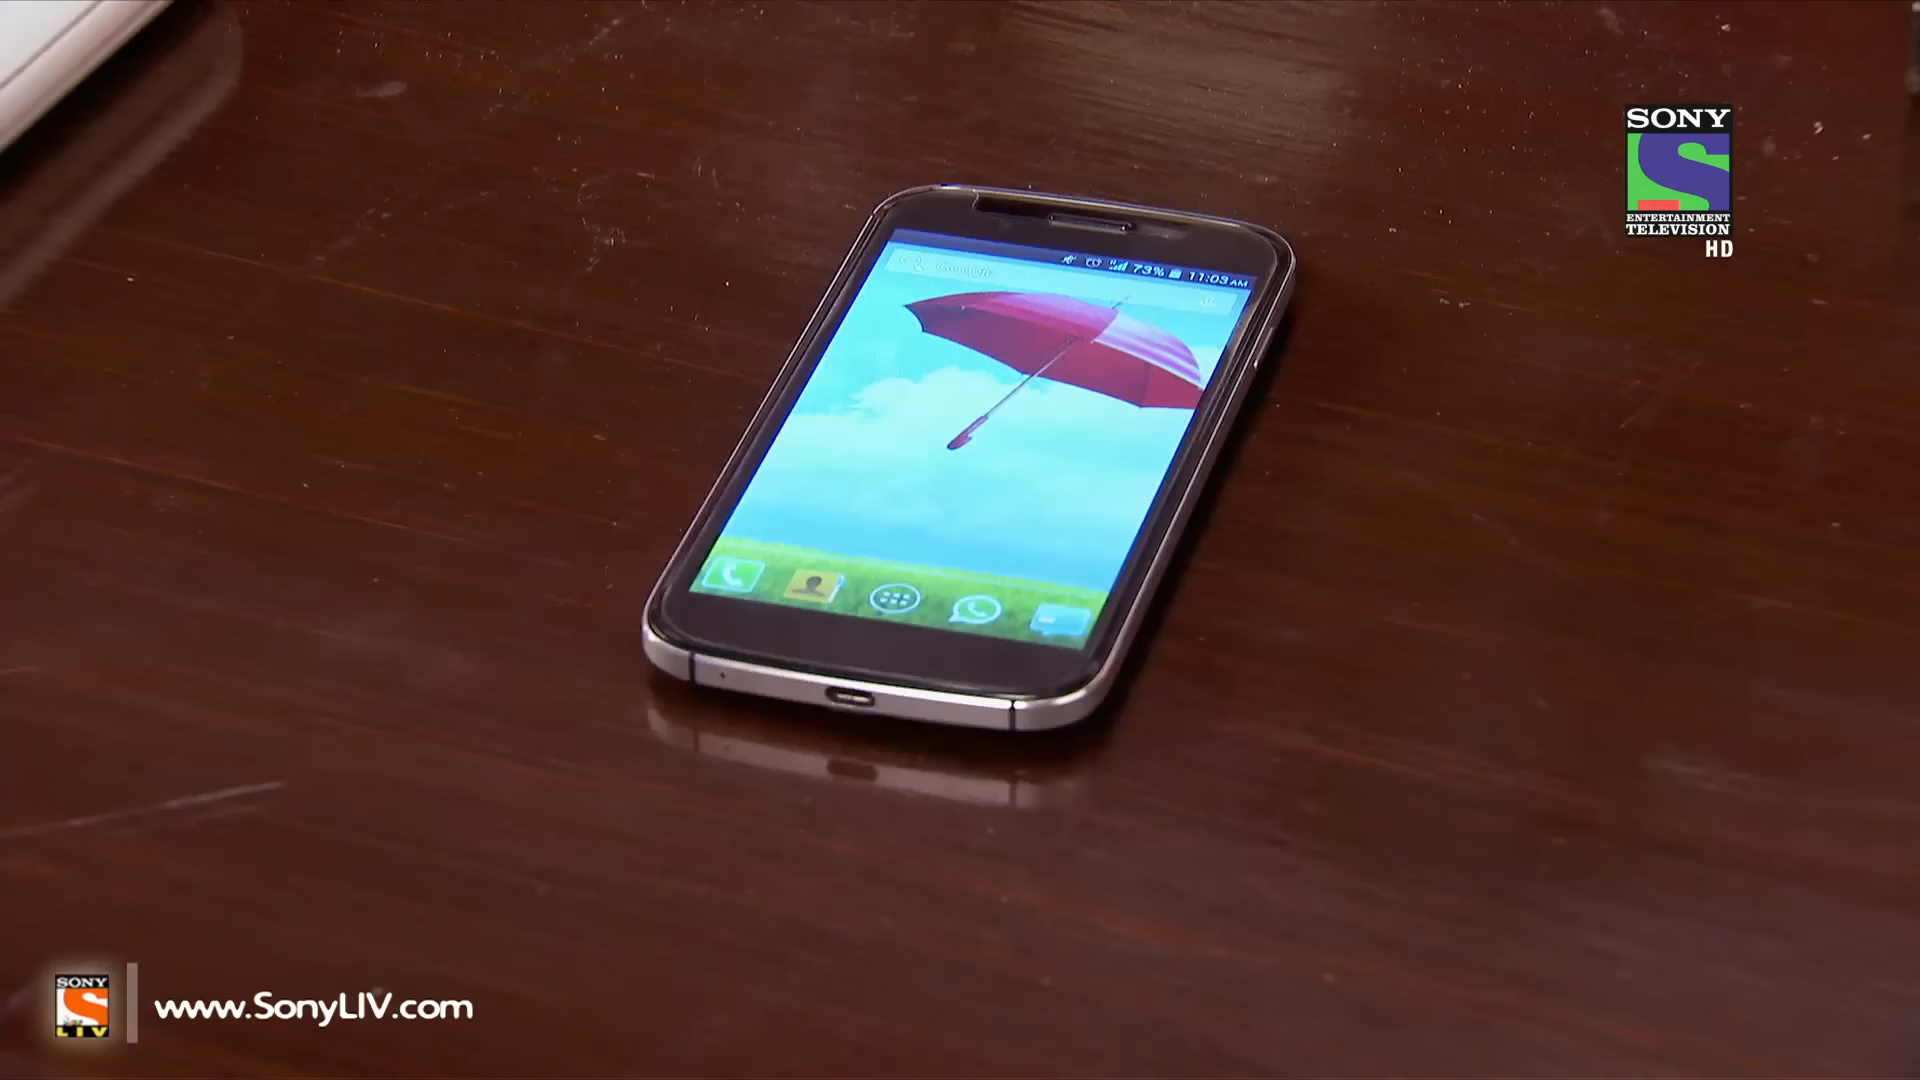 SONY
ENTERTAINMENT
TELEVISION
HD
73% 11:03 AM
SONY
LIV
www.SonyLIV.com